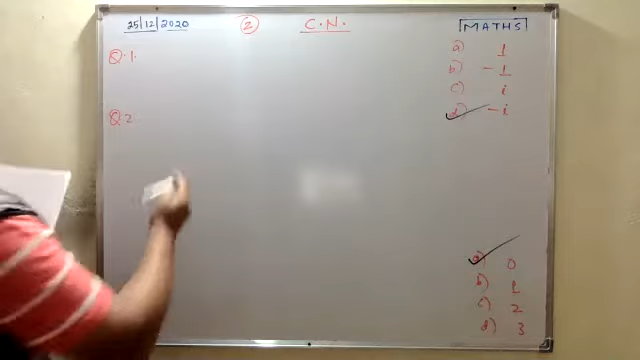 25/12/2020 2 C.N. MATHS
Q.1.
a) 1
b) -1
c) i
d) -i
Q.2.
a) 0
b) 1
c) 2
d) 3